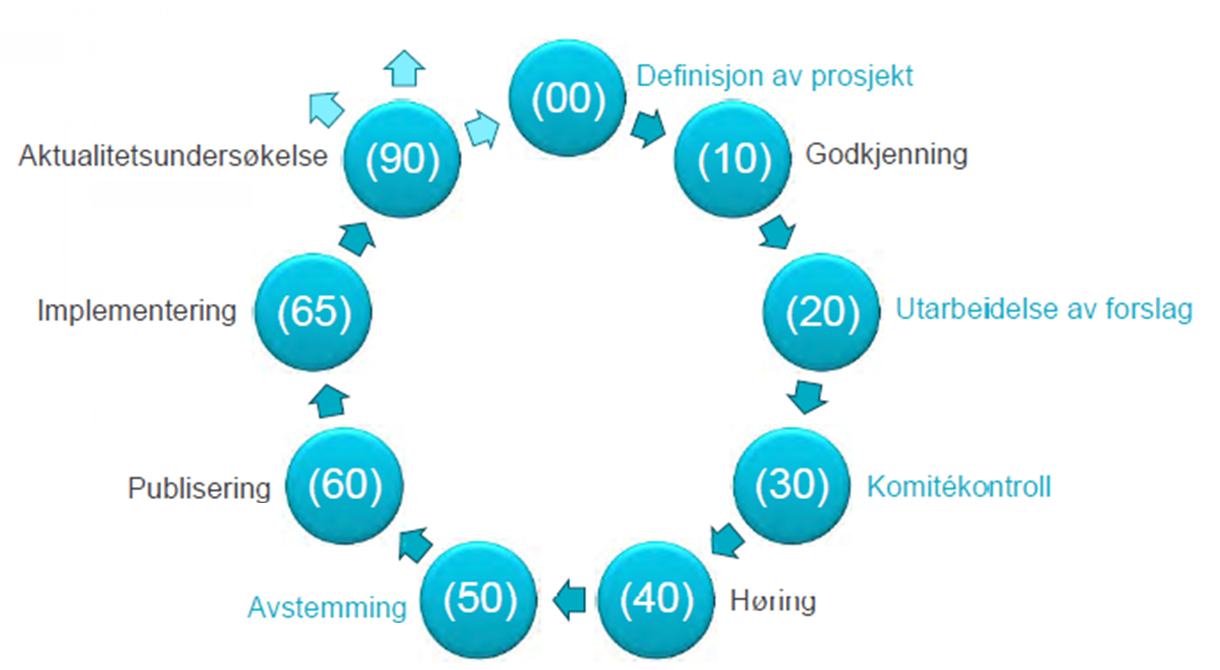 (00)
Definisjon av prosjekt
(10)
Godkjenning
(20)
Utarbeidelse av forslag
(30)
Komitékontroll
(40)
Høring
(50)
Avstemming
(60)
Publisering
(65)
Implementering
(90)
Aktualitetsundersøkelse